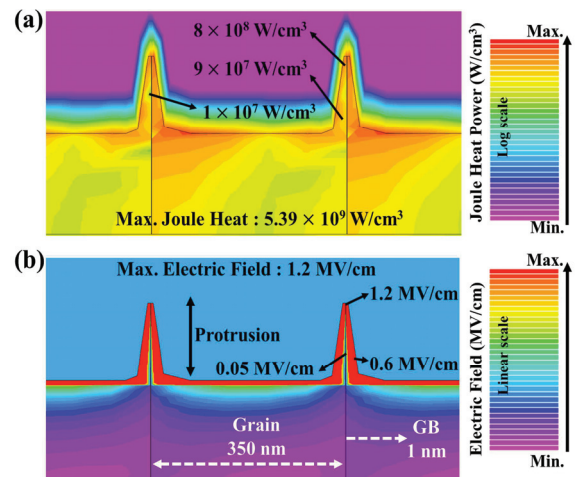 (a)
8 × 10⁸ W/cm³
9 × 10⁷ W/cm³
1 × 10⁷ W/cm³
Max. Joule Heat : 5.39 × 10⁹ W/cm³
Joule Heat Power (W/cm³)
Max.
Log scale
Min.
(b)
Max. Electric Field : 1.2 MV/cm
1.2 MV/cm
Protrusion
0.05 MV/cm
0.6 MV/cm
Grain
350 nm
GB
1 nm
Electric Field (MV/cm)
Max.
Linear scale
Min.